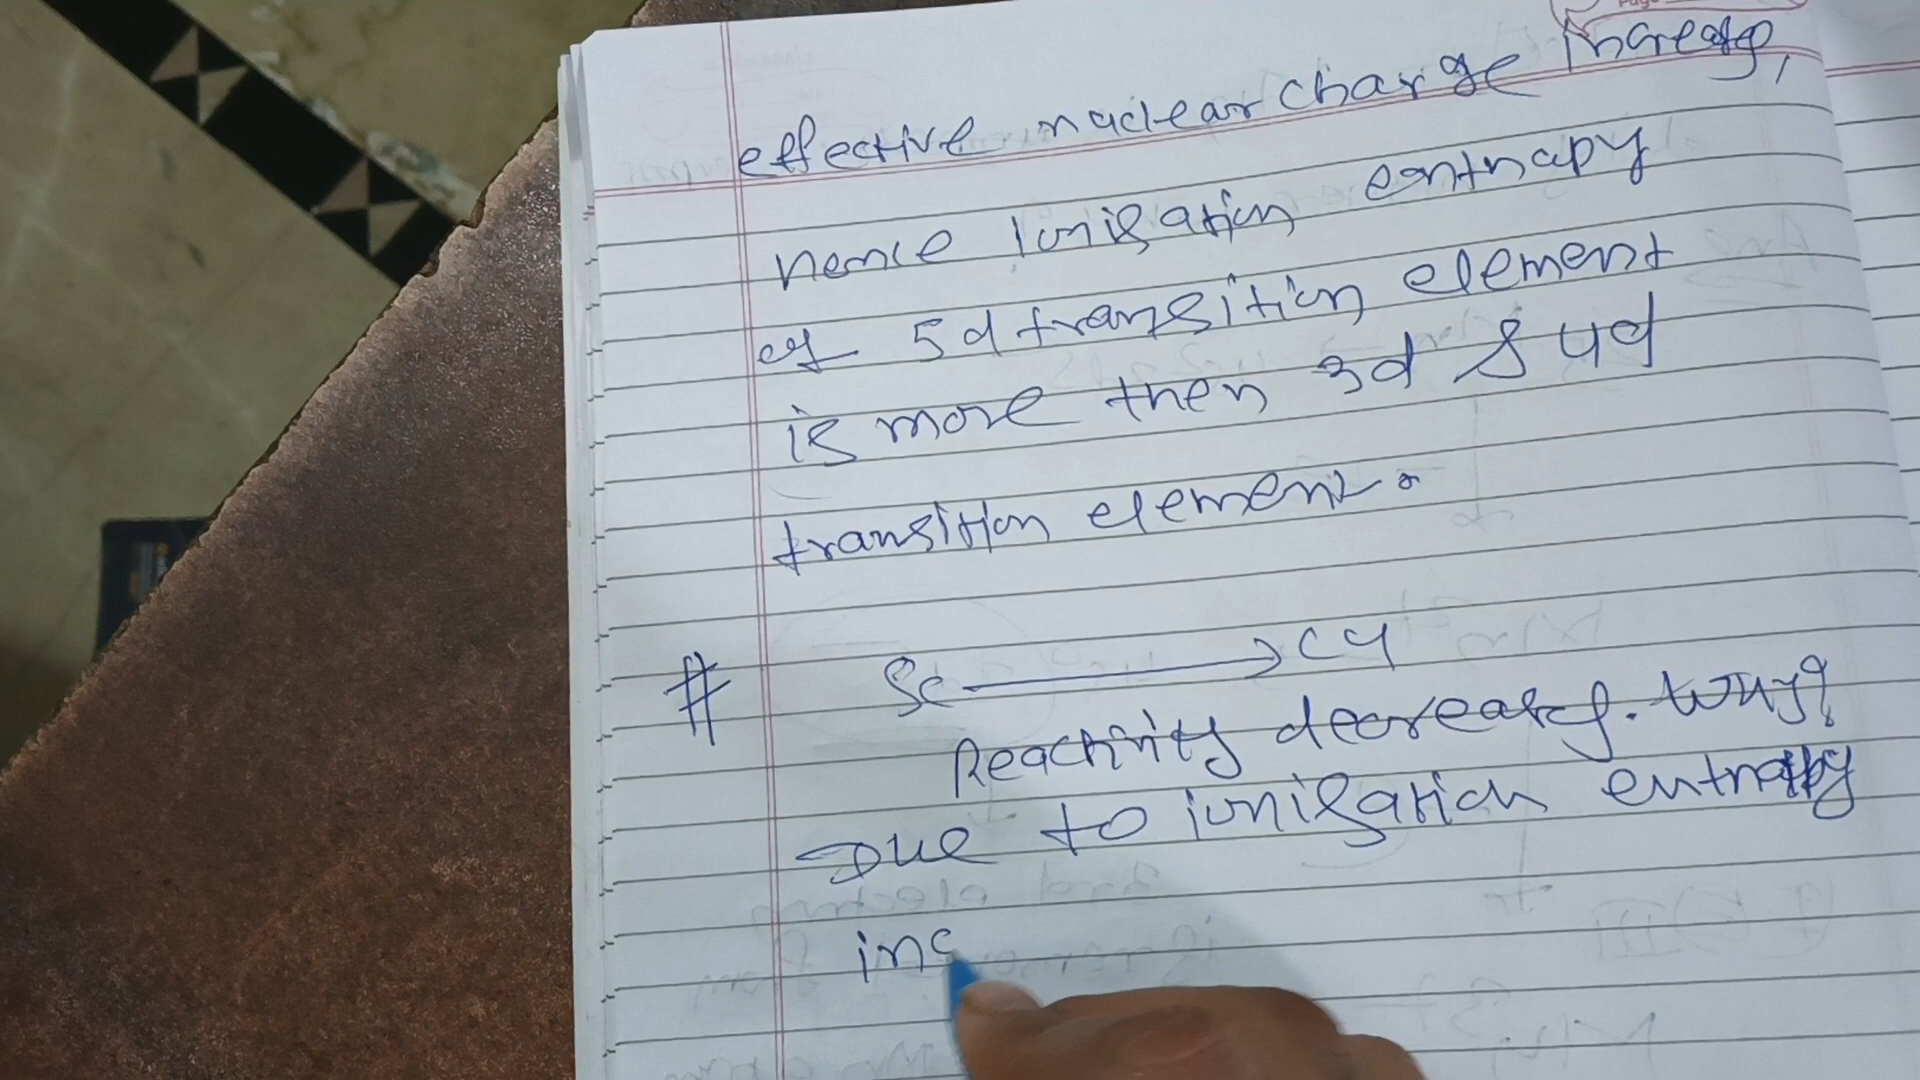 effective nuclear charge increase,
hence Ionisation enthapy
of 5d transition element
is more then 3d & 4d
transition element.
# Sc → Cu
Reactivity decreases. Why?
Due to ionisation enthalpy
inc